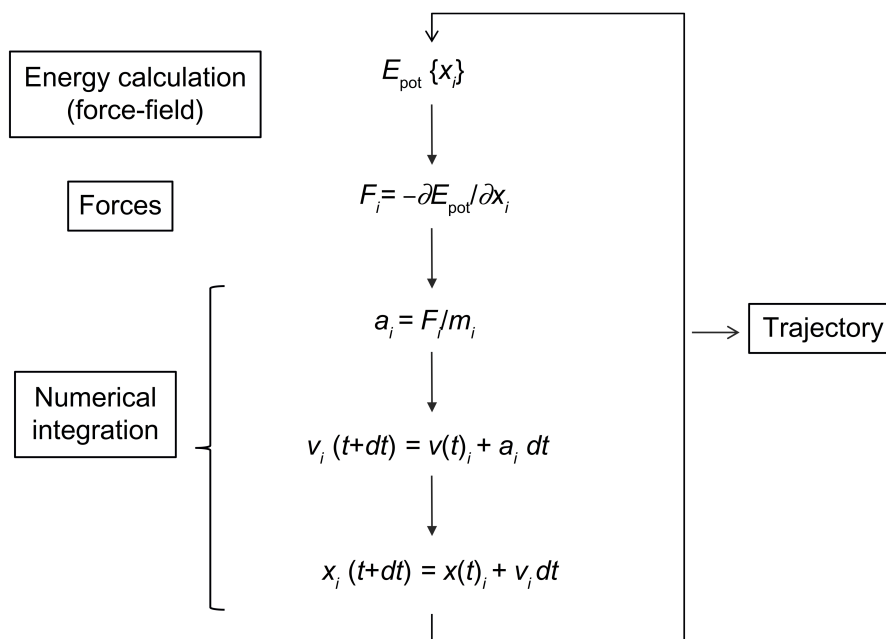 Energy calculation
(force-field)
E_pot {x_i}
Forces
F_i = −∂E_pot/∂x_i
a_i = F_i/m_i
Trajectory
Numerical
integration
v_i (t+dt) = v(t)_i + a_i dt
x_i (t+dt) = x(t)_i + v_i dt